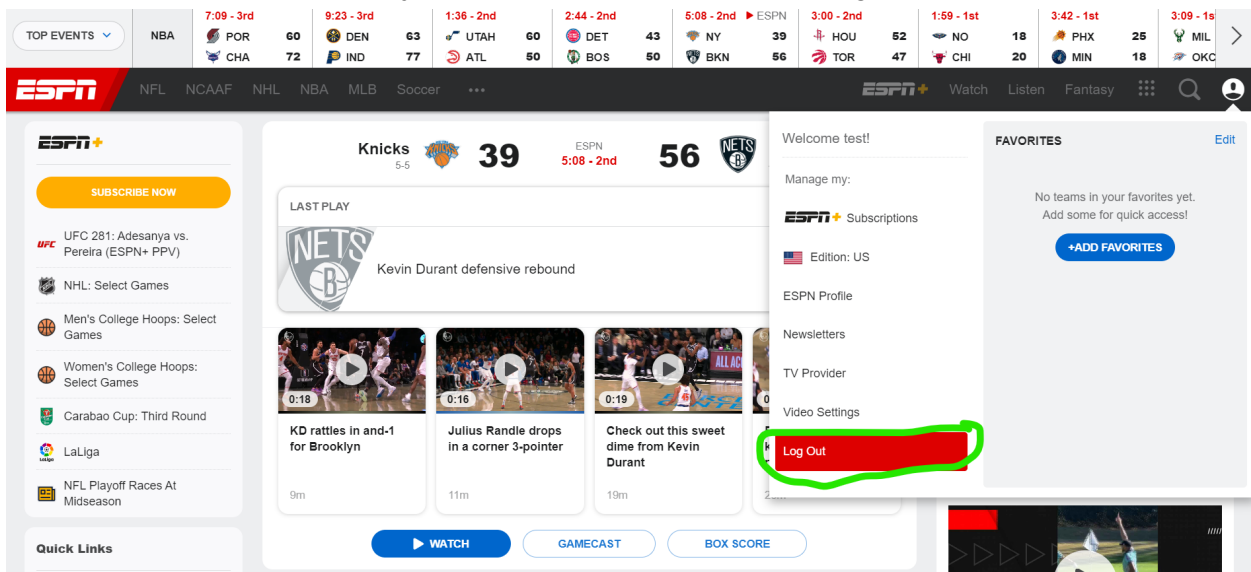 TOP EVENTS
NBA
7:09 - 3rd
POR 60
CHA 72
9:23 - 3rd
DEN 63
IND 77
1:36 - 2nd
UTAH 60
ATL 50
2:44 - 2nd
DET 43
BOS 50
5:08 - 2nd ESPN
NY 39
BKN 56
3:00 - 2nd
HOU 52
TOR 47
1:59 - 1st
NO 18
CHI 20
3:42 - 1st
PHX 25
MIN 18
3:09 - 1s
MIL
OKC
ESPN NFL NCAAF NHL NBA MLB Soccer ••• ESPN+ Watch Listen Fantasy
ESPN+
SUBSCRIBE NOW
UFC
UFC 281: Adesanya vs.
Pereira (ESPN+ PPV)
NHL: Select Games
Men's College Hoops: Select
Games
Women's College Hoops:
Select Games
Carabao Cup: Third Round
LaLiga
NFL Playoff Races At
Midseason
Quick Links
Knicks
5-5
KNICKS
39
ESPN
5:08 - 2nd
56
NETS
B
LAST PLAY
NETS
B
Kevin Durant defensive rebound
0:18
KD rattles in and-1
for Brooklyn
9m
0:16
Julius Randle drops
in a corner 3-pointer
11m
0:19
ALL AC
Check out this sweet
dime from Kevin
Durant
19m
WATCH
GAMECAST
BOX SCORE
Welcome test!
Manage my:
ESPN+ Subscriptions
Edition: US
ESPN Profile
Newsletters
TV Provider
Video Settings
Log Out
FAVORITES
Edit
No teams in your favorites yet.
Add some for quick access!
+ADD FAVORITES